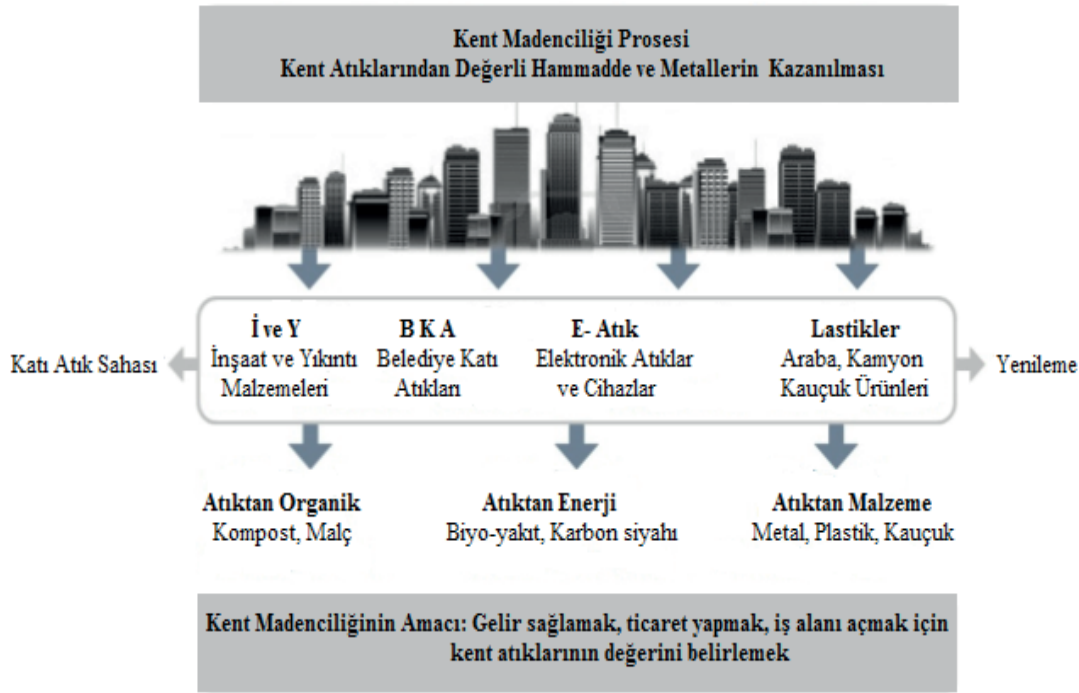 Kent Madenciliği Prosesi
Kent Atıklarından Değerli Hammadde ve Metallerin Kazanılması
Katı Atık Sahası
İ ve Y
İnşaat ve Yıkıntı
Malzemeleri
B K A
Belediye Katı
Atıkları
E- Atık
Elektronik Atıklar
ve Cihazlar
Lastikler
Araba, Kamyon
Kauçuk Ürünleri
Yenileme
Atıktan Organik
Kompost, Malç
Atıktan Enerji
Biyo-yakıt, Karbon siyahı
Atıktan Malzeme
Metal, Plastik, Kauçuk
Kent Madenciliğinin Amacı: Gelir sağlamak, ticaret yapmak, iş alanı açmak için
kent atıklarının değerini belirlemek